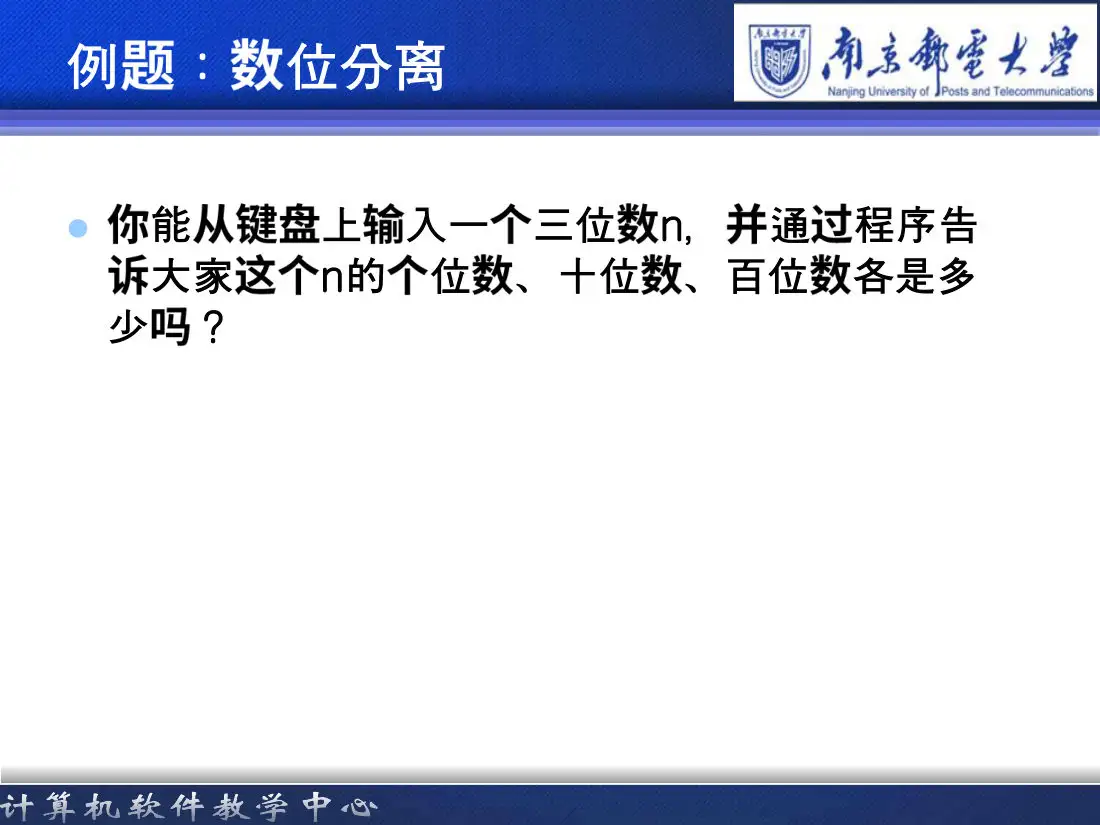 例题：数位分离
南京邮电大学
Nanjing University of Posts and Telecommunications
你能从键盘上输入一个三位数n，并通过程序告
诉大家这个n的个位数、十位数、百位数各是多
少吗？
计算机软件教学中心